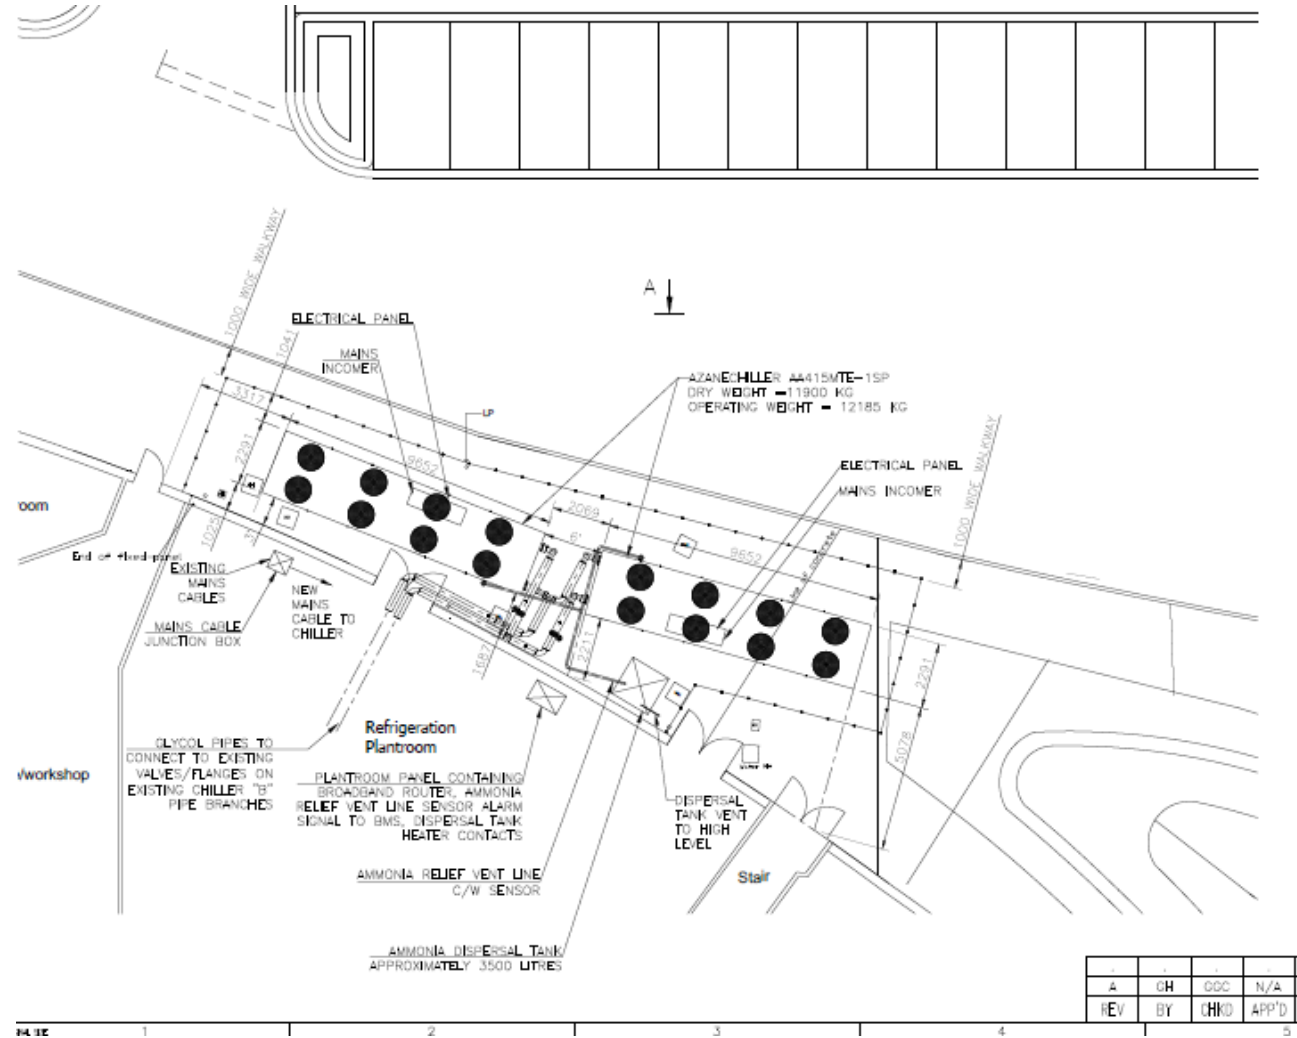 1000 WIDE WALKWAY
A
ELECTRICAL PANEL
1041
MAINS
INCOMER
3317
AZANECHILLER AA415MTE-1SP
DRY WEIGHT =11900 KG
OPERATING WEIGHT = 12185 KG
LP
9652
2291
ELECTRICAL PANEL
MAINS INCOMER
1000 WIDE WALKWAY
2069
room
1025
9652
End of fixed panel
EXISTING
MAINS
CABLES
NEW
MAINS
CABLE TO
CHILLER
MAINS CABLE
JUNCTION BOX
1687
2211
2291
5078
Refrigeration
Plantroom
GLYCOL PIPES TO
CONNECT TO EXISTING
VALVES/FLANGES ON
EXISTING CHILLER "B"
PIPE BRANCHES
/workshop
PLANTROOM PANEL CONTAINING
BROADBAND ROUTER, AMMONIA
RELIEF VENT LINE SENSOR ALARM
SIGNAL TO BMS, DISPERSAL TANK
HEATER CONTACTS
DISPERSAL
TANK VENT
TO HIGH
LEVEL
AMMONIA RELIEF VENT LINE
C/W SENSOR
Stair
AMMONIA DISPERSAL TANK
APPROXIMATELY 3500 LITRES
A GH GGC N/A
REV BY CHKD APP'D
1 2 3 4 5